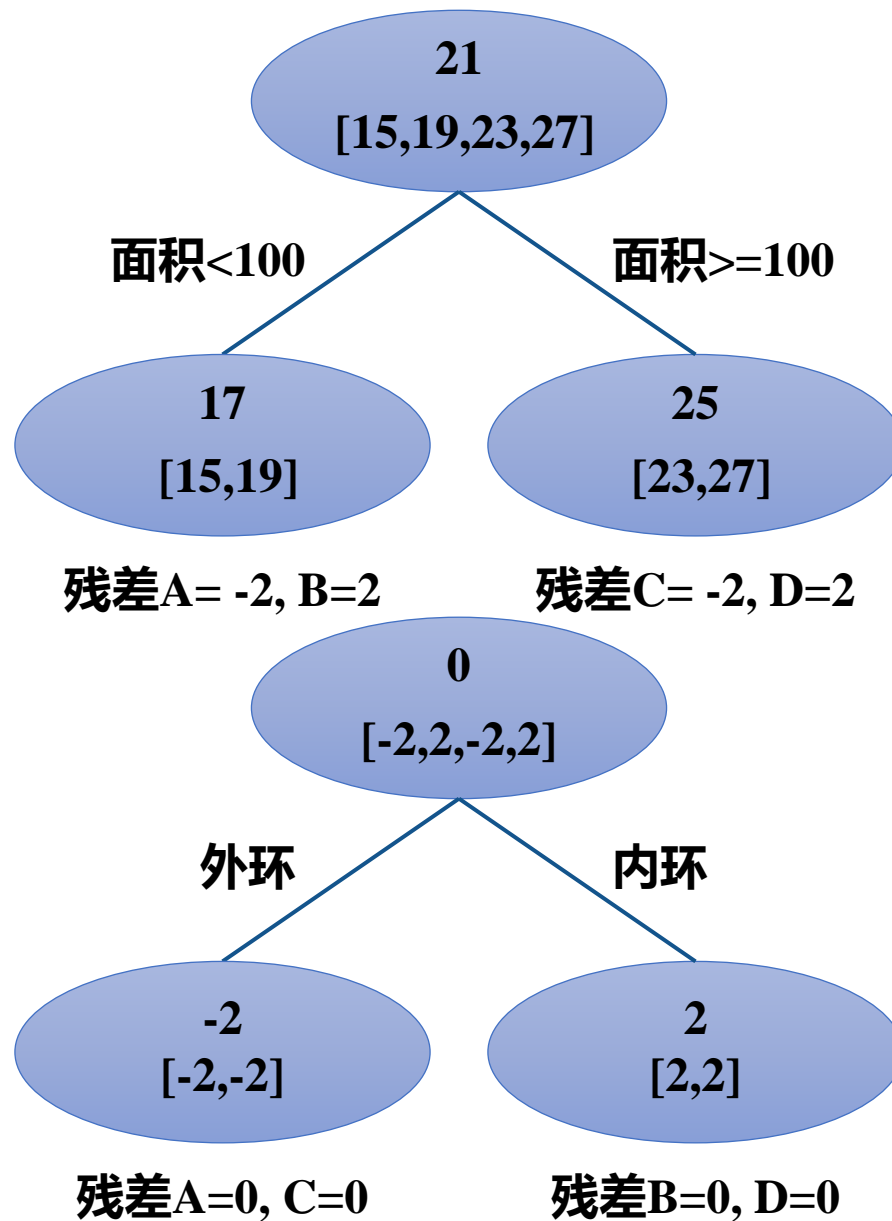 21
[15,19,23,27]
面积<100
面积>=100
17
[15,19]
25
[23,27]
残差A= -2, B=2
残差C= -2, D=2
0
[-2,2,-2,2]
外环
内环
-2
[-2,-2]
2
[2,2]
残差A=0, C=0
残差B=0, D=0